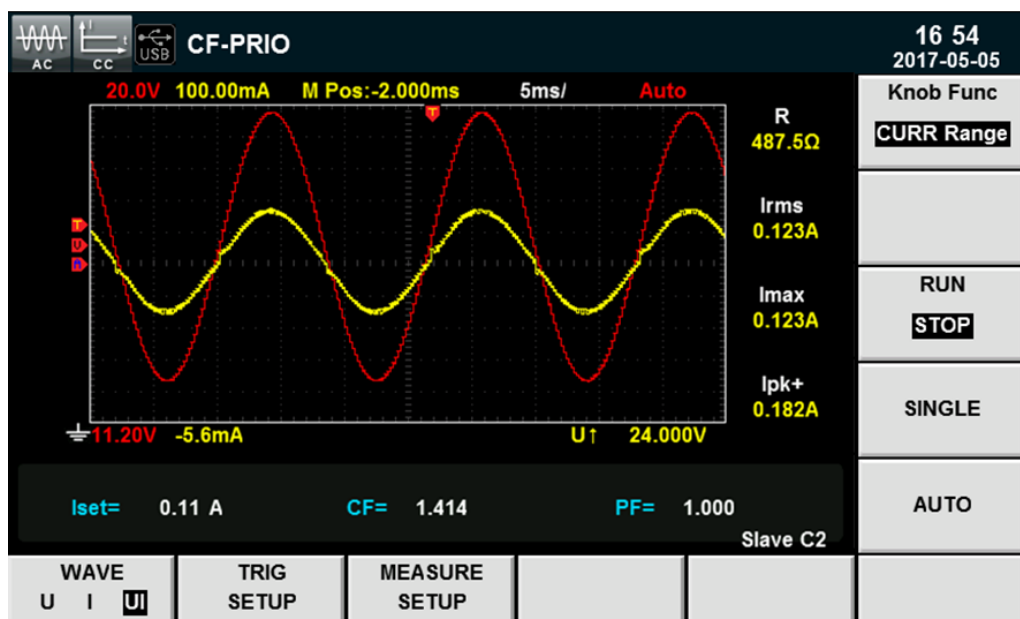 AC
CC
I
t
USB
CF-PRIO
16 54
2017-05-05
20.0V 100.00mA M Pos:-2.000ms 5ms/ Auto
T
R
487.5Ω
Irms
0.123A
Imax
0.123A
Ipk+
0.182A
T
U
A
11.20V -5.6mA U↑ 24.000V
Iset= 0.11 A CF= 1.414 PF= 1.000
Slave C2
Knob Func
CURR Range
RUN
STOP
SINGLE
AUTO
WAVE
U I UI
TRIG
SETUP
MEASURE
SETUP